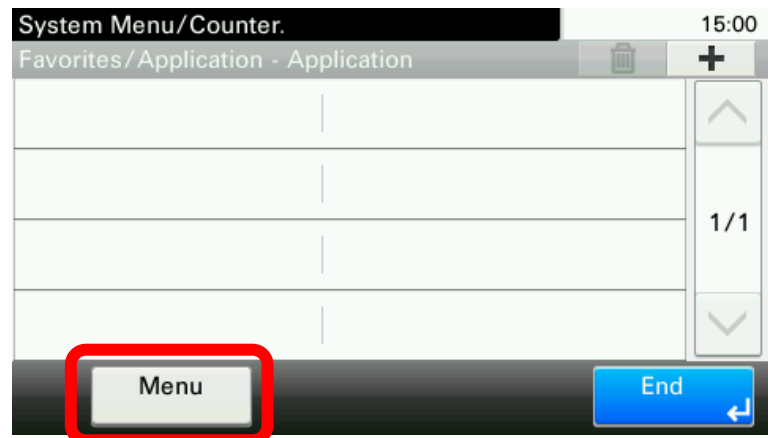 System Menu/Counter.
15:00
Favorites/Application - Application
1/1
Menu
End